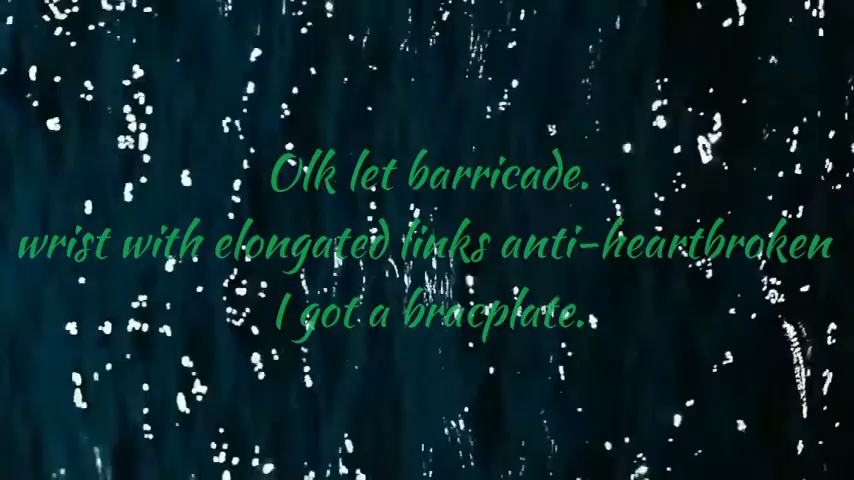 Olk let barricade.
wrist with elongated links anti-heartbroken
I got a bracplate.